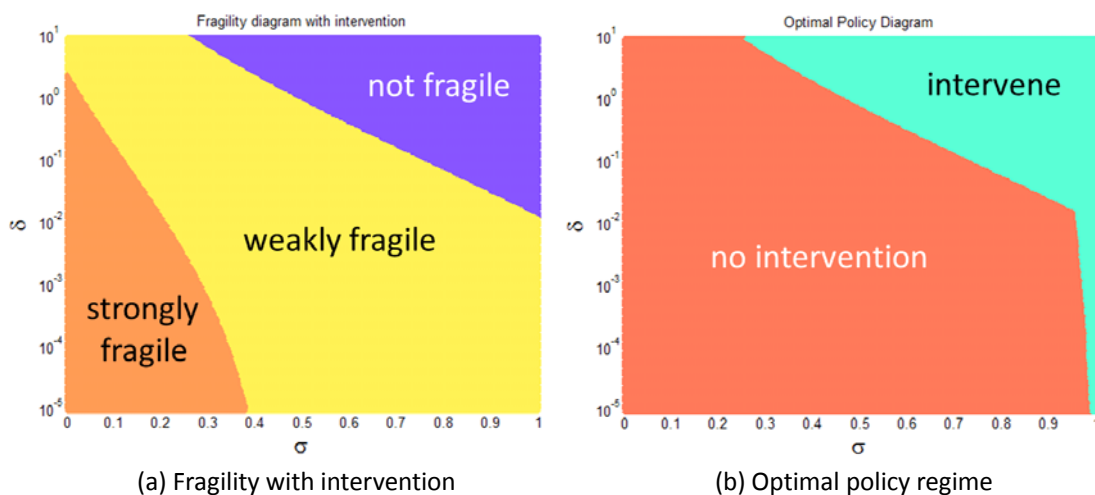 Fragility diagram with intervention
10^1
10^0
10^-1
10^-2
10^-3
10^-4
10^-5
δ
not fragile
weakly fragile
strongly
fragile
0 0.1 0.2 0.3 0.4 0.5 0.6 0.7 0.8 0.9 1
σ
(a) Fragility with intervention
Optimal Policy Diagram
10^1
10^0
10^-1
10^-2
10^-3
10^-4
10^-5
δ
intervene
no intervention
0 0.1 0.2 0.3 0.4 0.5 0.6 0.7 0.8 0.9 1
σ
(b) Optimal policy regime